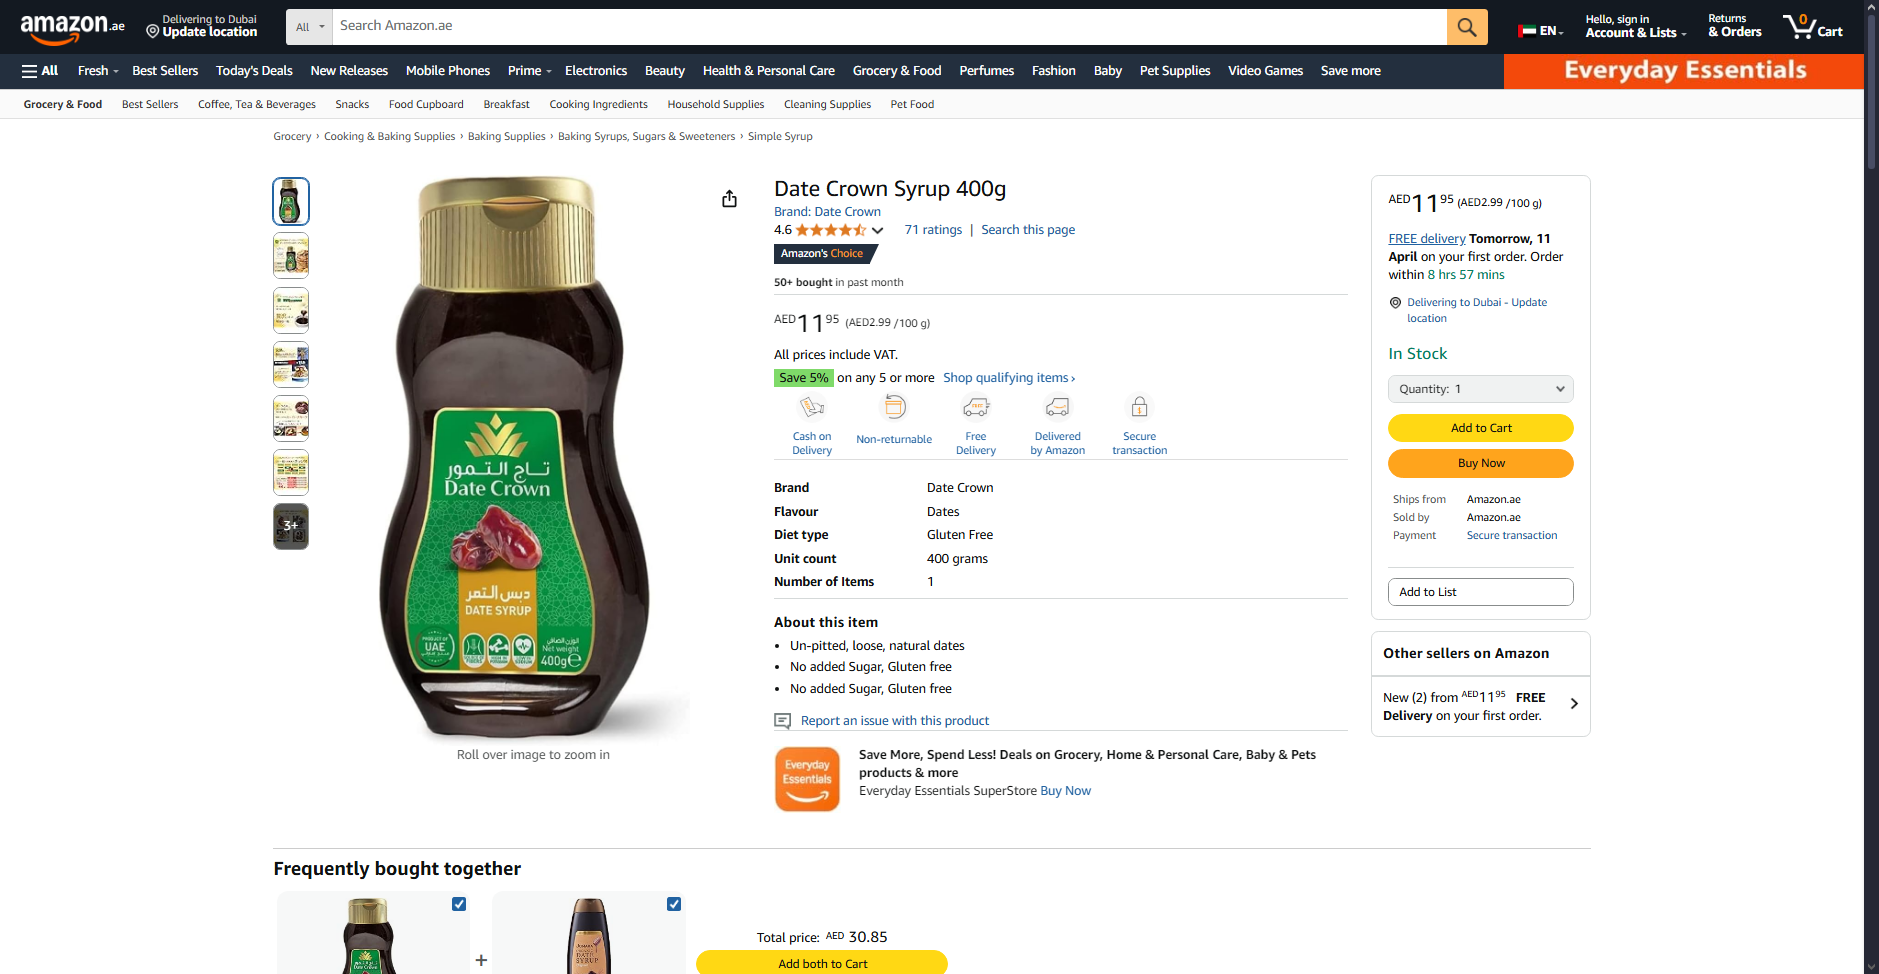 amazon.ae
Delivering to Dubai
Update location
All
Search Amazon.ae
EN
Hello, sign in
Account & Lists
Returns
& Orders
0
Cart
All
Fresh
Best Sellers
Today's Deals
New Releases
Mobile Phones
Prime
Electronics
Beauty
Health & Personal Care
Grocery & Food
Perfumes
Fashion
Baby
Pet Supplies
Video Games
Save more
Everyday Essentials
Grocery & Food
Best Sellers
Coffee, Tea & Beverages
Snacks
Food Cupboard
Breakfast
Cooking Ingredients
Household Supplies
Cleaning Supplies
Pet Food
Grocery › Cooking & Baking Supplies › Baking Supplies › Baking Syrups, Sugars & Sweeteners › Simple Syrup
3+
تاج التمور
Date Crown
دبس التمر
DATE SYRUP
PRODUCT OF
UAE
الوزن الصافي
Net weight
400g e
Roll over image to zoom in
Date Crown Syrup 400g
Brand: Date Crown
4.6
71 ratings | Search this page
Amazon's Choice
50+ bought in past month
AED 11 95 (AED2.99 /100 g)
All prices include VAT.
Save 5% on any 5 or more Shop qualifying items ›
Cash on
Delivery
Non-returnable
Free
Delivery
Delivered
by Amazon
Secure
transaction
Brand Date Crown
Flavour Dates
Diet type Gluten Free
Unit count 400 grams
Number of Items 1
About this item
• Un-pitted, loose, natural dates
• No added Sugar, Gluten free
• No added Sugar, Gluten free
Report an issue with this product
Everyday
Essentials
Save More, Spend Less! Deals on Grocery, Home & Personal Care, Baby & Pets
products & more
Everyday Essentials SuperStore Buy Now
AED 11 95 (AED2.99 /100 g)
FREE delivery Tomorrow, 11
April on your first order. Order
within 8 hrs 57 mins
Delivering to Dubai - Update
location
In Stock
Quantity: 1
Add to Cart
Buy Now
Ships from Amazon.ae
Sold by Amazon.ae
Payment Secure transaction
Add to List
Other sellers on Amazon
New (2) from AED 11 95 FREE
Delivery on your first order.
Frequently bought together
Date Crown
+
DATE
SYRUP
Total price: AED 30.85
Add both to Cart